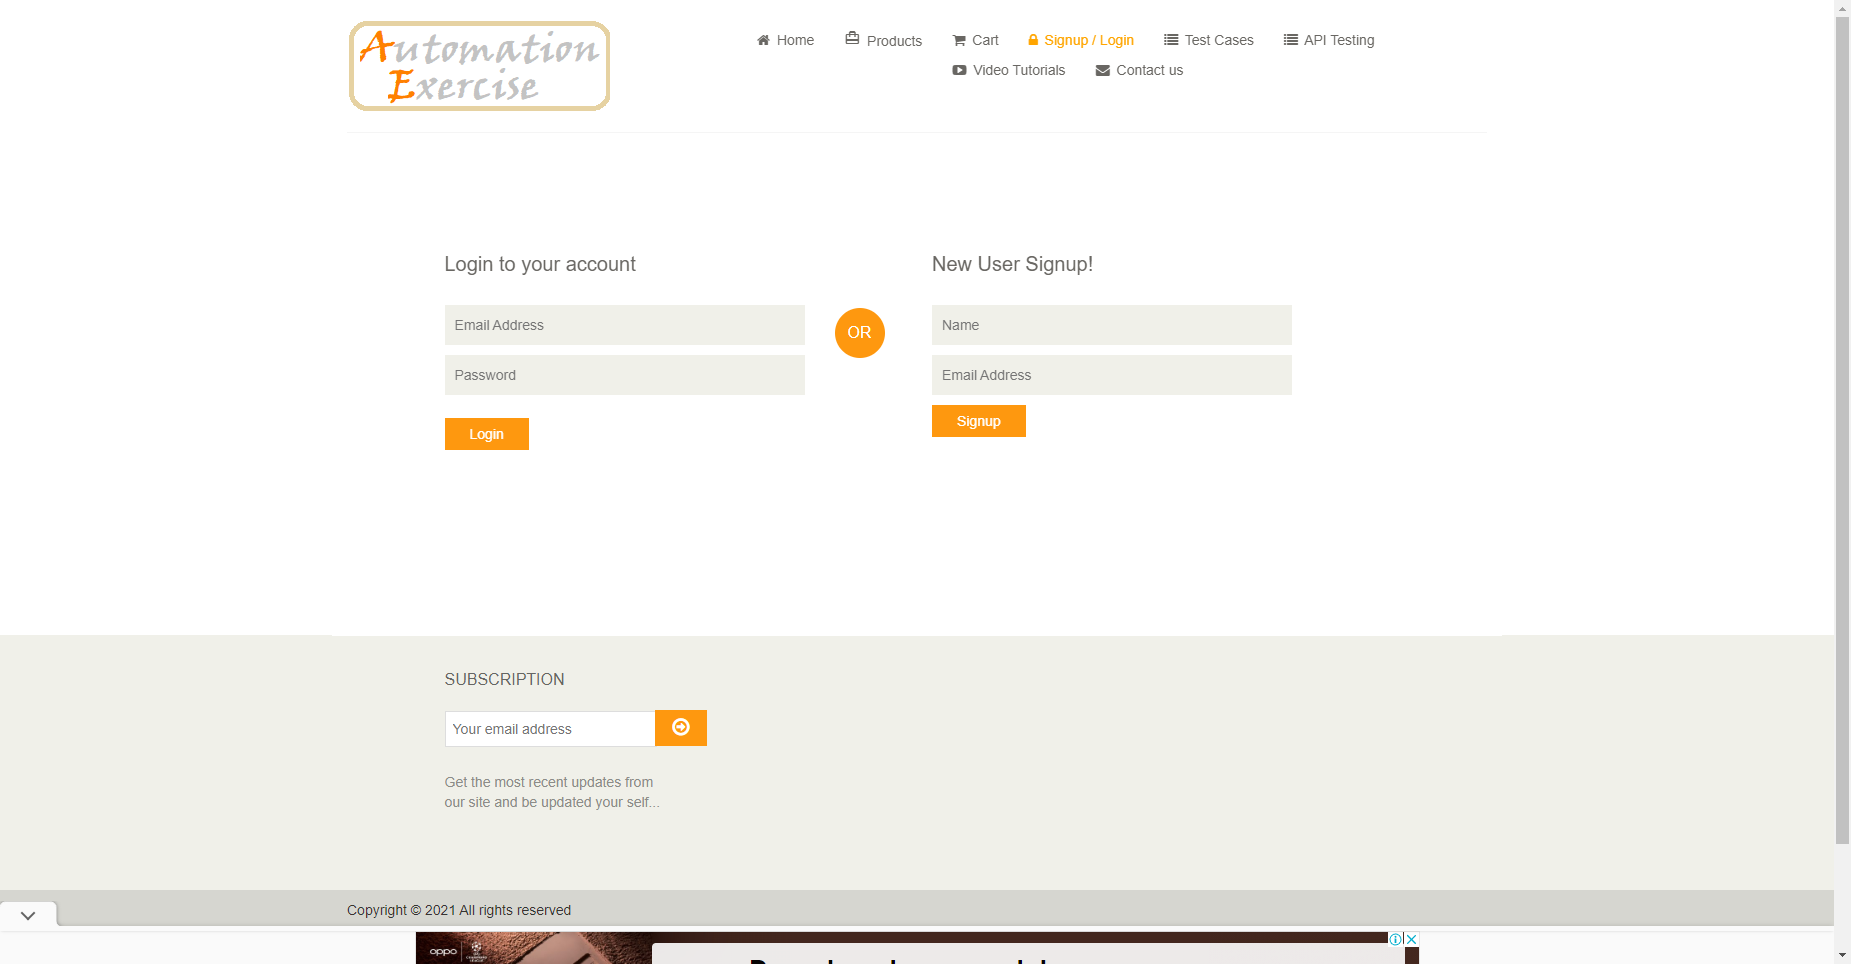 Automation
Exercise
Home
Products
Cart
Signup / Login
Test Cases
API Testing
Video Tutorials
Contact us
Login to your account
Email Address
Password
Login
OR
New User Signup!
Name
Email Address
Signup
SUBSCRIPTION
Your email address
Get the most recent updates from
our site and be updated your self...
Copyright © 2021 All rights reserved
oppo